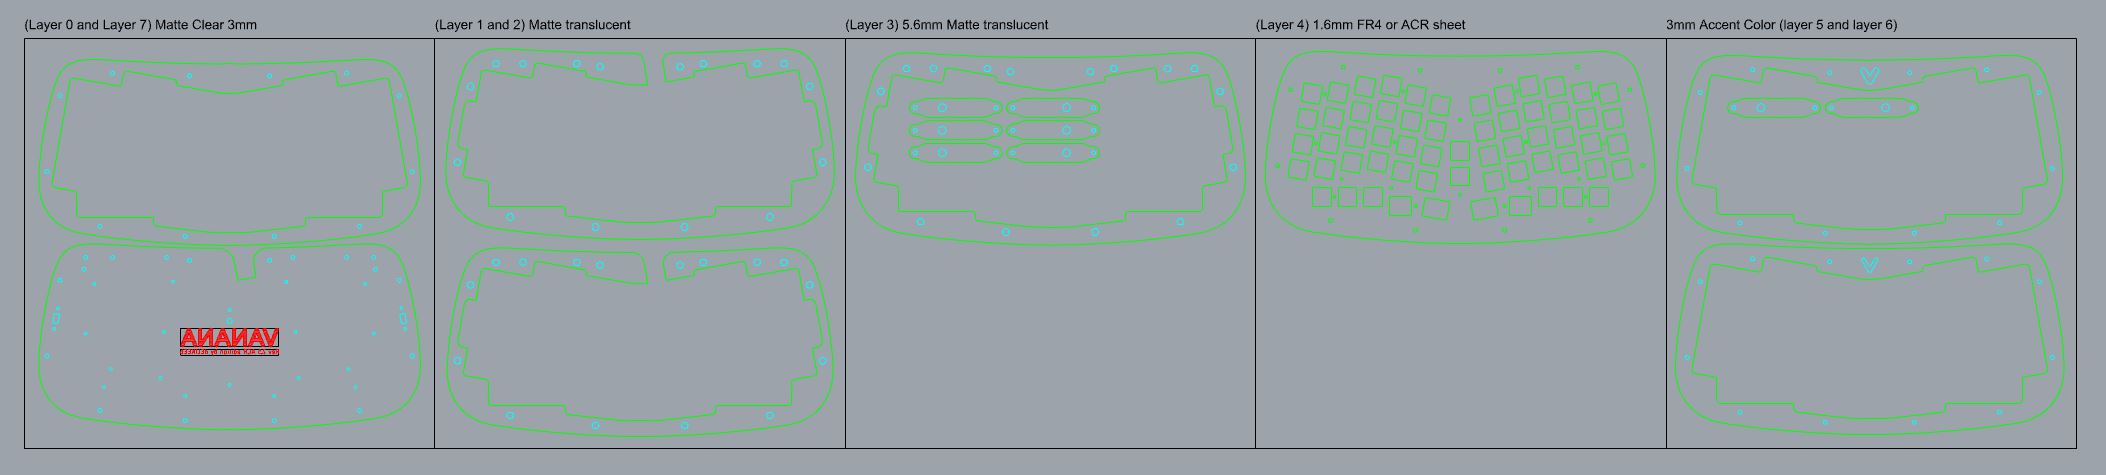 (Layer 0 and Layer 7) Matte Clear 3mm
(Layer 1 and 2) Matte translucent
(Layer 3) 5.6mm Matte translucent
(Layer 4) 1.6mm FR4 or ACR sheet
3mm Accent Color (layer 5 and layer 6)
VANANA